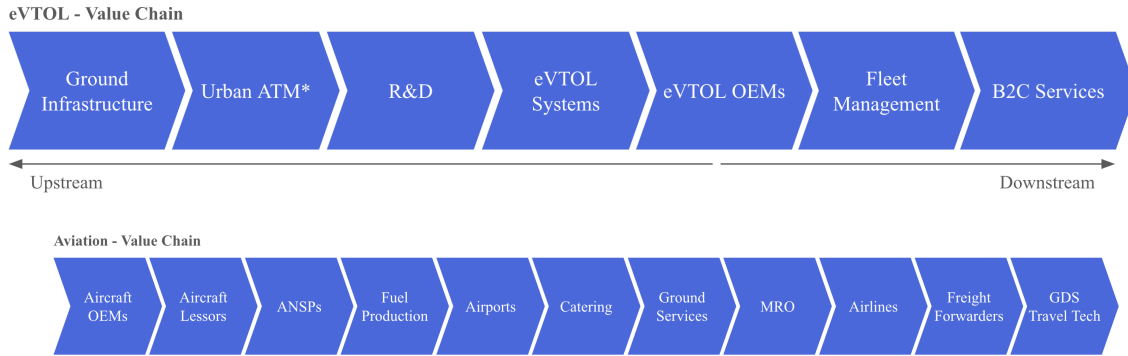 eVTOL - Value Chain
Ground
Infrastructure
Urban ATM*
R&D
eVTOL
Systems
eVTOL OEMs
Fleet
Management
B2C Services
Upstream
Downstream
Aviation - Value Chain
Aircraft
OEMs
Aircraft
Lessors
ANSPs
Fuel
Production
Airports
Catering
Ground
Services
MRO
Airlines
Freight
Forwarders
GDS
Travel Tech